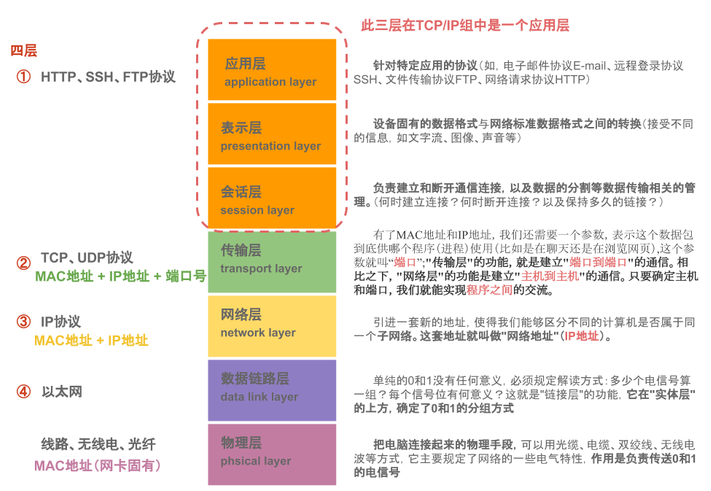 此三层在TCP/IP组中是一个应用层
四层
① HTTP、SSH、FTP协议
应用层
application layer
针对特定应用的协议(如, 电子邮件协议E-mail、远程登录协议
SSH、文件传输协议FTP、网络请求协议HTTP)
表示层
presentation layer
设备固有的数据格式与网络标准数据格式之间的转换(接受不同
的信息, 如文字流、图像、声音等)
会话层
session layer
负责建立和断开通信连接, 以及数据的分割等数据传输相关的管
理。(何时建立连接?何时断开连接?以及保持多久的链接?)
② TCP、UDP协议
MAC地址 + IP地址 + 端口号
传输层
transport layer
有了MAC地址和IP地址, 我们还需要一个参数, 表示这个数据包
到底供哪个程序(进程)使用(比如是在聊天还是在浏览网页),这个参
数就叫“端口”;"传输层"的功能, 就是建立"端口到端口"的通信。相
比之下, "网络层"的功能是建立"主机到主机"的通信。只要确定主机
和端口, 我们就能实现程序之间的交流。
③ IP协议
MAC地址 + IP地址
网络层
network layer
引进一套新的地址, 使得我们能够区分不同的计算机是否属于同
一个子网络。这套地址就叫做"网络地址"(IP地址)。
④ 以太网
数据链路层
data link layer
单纯的0和1没有任何意义, 必须规定解读方式:多少个电信号算
一组?每个信号位有何意义?这就是"链接层"的功能, 它在"实体层"
的上方, 确定了0和1的分组方式
线路、无线电、光纤
MAC地址(网卡固有)
物理层
phsical layer
把电脑连接起来的物理手段, 可以用光缆、电缆、双绞线、无线电
波等方式, 它主要规定了网络的一些电气特性, 作用是负责传送0和1
的电信号